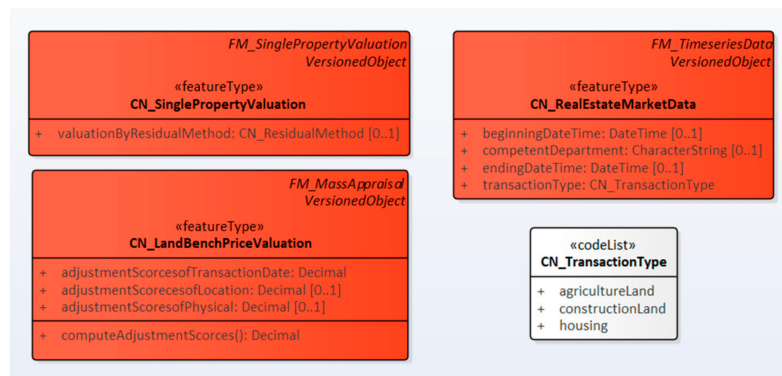 FM_SinglePropertyValuation
VersionedObject
«featureType»
CN_SinglePropertyValuation
+ valuationByResidualMethod: CN_ResidualMethod [0..1]
FM_MassAppraisal
VersionedObject
«featureType»
CN_LandBenchPriceValuation
+ adjustmentScorcesofTransactionDate: Decimal
+ adjustmentScorecesofLocation: Decimal [0..1]
+ adjustmentScoresofPhysical: Decimal [0..1]
+ computeAdjustmentScorces(): Decimal
FM_TimeseriesData
VersionedObject
«featureType»
CN_RealEstateMarketData
+ beginningDateTime: DateTime [0..1]
+ competentDepartment: CharacterString [0..1]
+ endingDateTime: DateTime [0..1]
+ transactionType: CN_TransactionType
«codeList»
CN_TransactionType
+ agricultureLand
+ constructionLand
+ housing